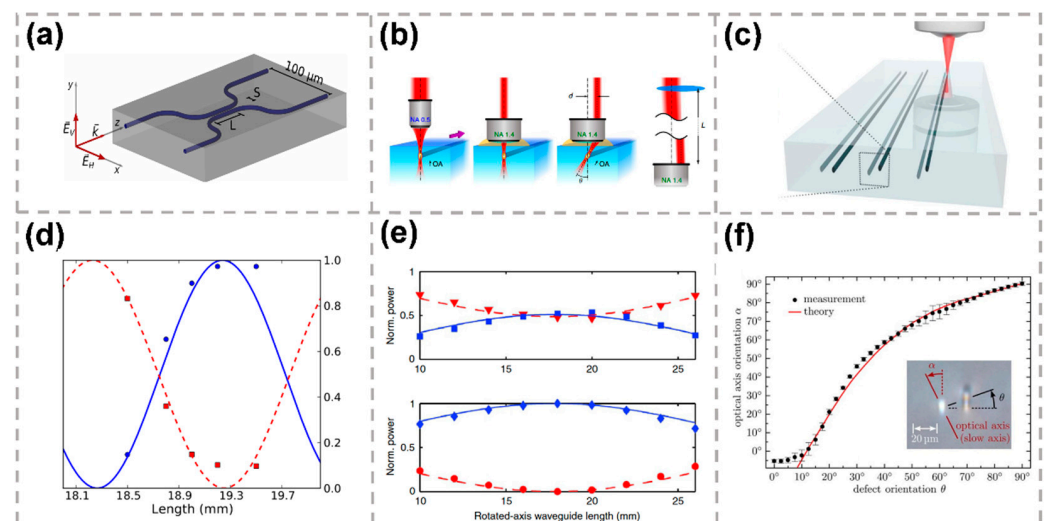 (a)
100 μm
S
L
y
z
x
E_V
k
E_H
(b)
NA 0.5
NA 1.4
NA 1.4
d
L
OA
OA
θ
NA 1.4
(c)
(d)
1.0
0.8
0.6
0.4
0.2
0.0
18.1 18.5 18.9 19.3 19.7
Length (mm)
(e)
Norm. power
1
0.5
0
10 15 20 25
Norm. power
1
0.5
0
10 15 20 25
Rotated-axis waveguide length (mm)
(f)
optical axis orientation α
90°
80°
70°
60°
50°
40°
30°
20°
10°
0°
measurement
theory
α
θ
20 μm
optical axis
(slow axis)
0° 10° 20° 30° 40° 50° 60° 70° 80° 90°
defect orientation θ